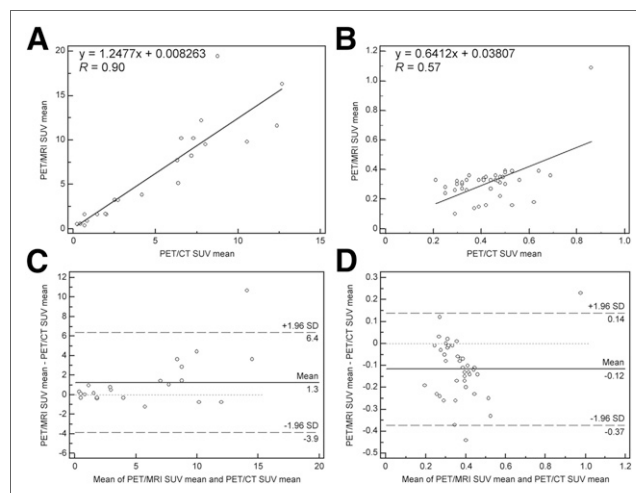 A
y = 1.2477x + 0.008263
R = 0.90
20
15
10
5
0
PET/MRI SUV mean
0 5 10 15
PET/CT SUV mean
B
y = 0.6412x + 0.03807
R = 0.57
1.2
1.0
0.8
0.6
0.4
0.2
0
PET/MRI SUV mean
0 0.2 0.4 0.6 0.8 1.0
PET/CT SUV mean
C
12
10
8
6
4
2
0
-2
-4
-6
PET/MRI SUV mean - PET/CT SUV mean
+1.96 SD
6.4
Mean
1.3
-1.96 SD
-3.9
0 5 10 15 20
Mean of PET/MRI SUV mean and PET/CT SUV mean
D
0.3
0.2
0.1
0
-0.1
-0.2
-0.3
-0.4
-0.5
PET/MRI SUV mean - PET/CT SUV mean
+1.96 SD
0.14
Mean
-0.12
-1.96 SD
-0.37
0 0.2 0.4 0.6 0.8 1.0 1.2
Mean of PET/MRI SUV mean and PET/CT SUV mean